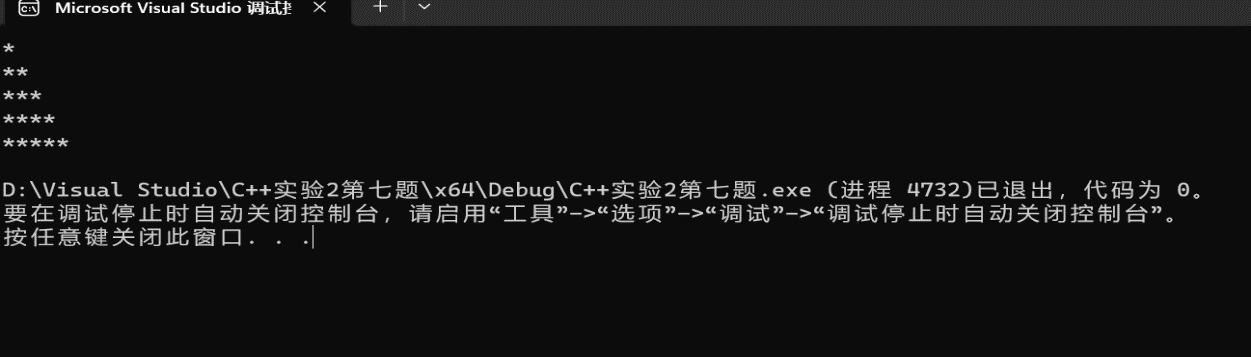 Microsoft Visual Studio 调试
*
**
***
****
*****
D:\Visual Studio\C++实验2第七题\x64\Debug\C++实验2第七题.exe (进程 4732)已退出，代码为 0。
要在调试停止时自动关闭控制台，请启用“工具”->“选项”->“调试”->“调试停止时自动关闭控制台”。
按任意键关闭此窗口. . .